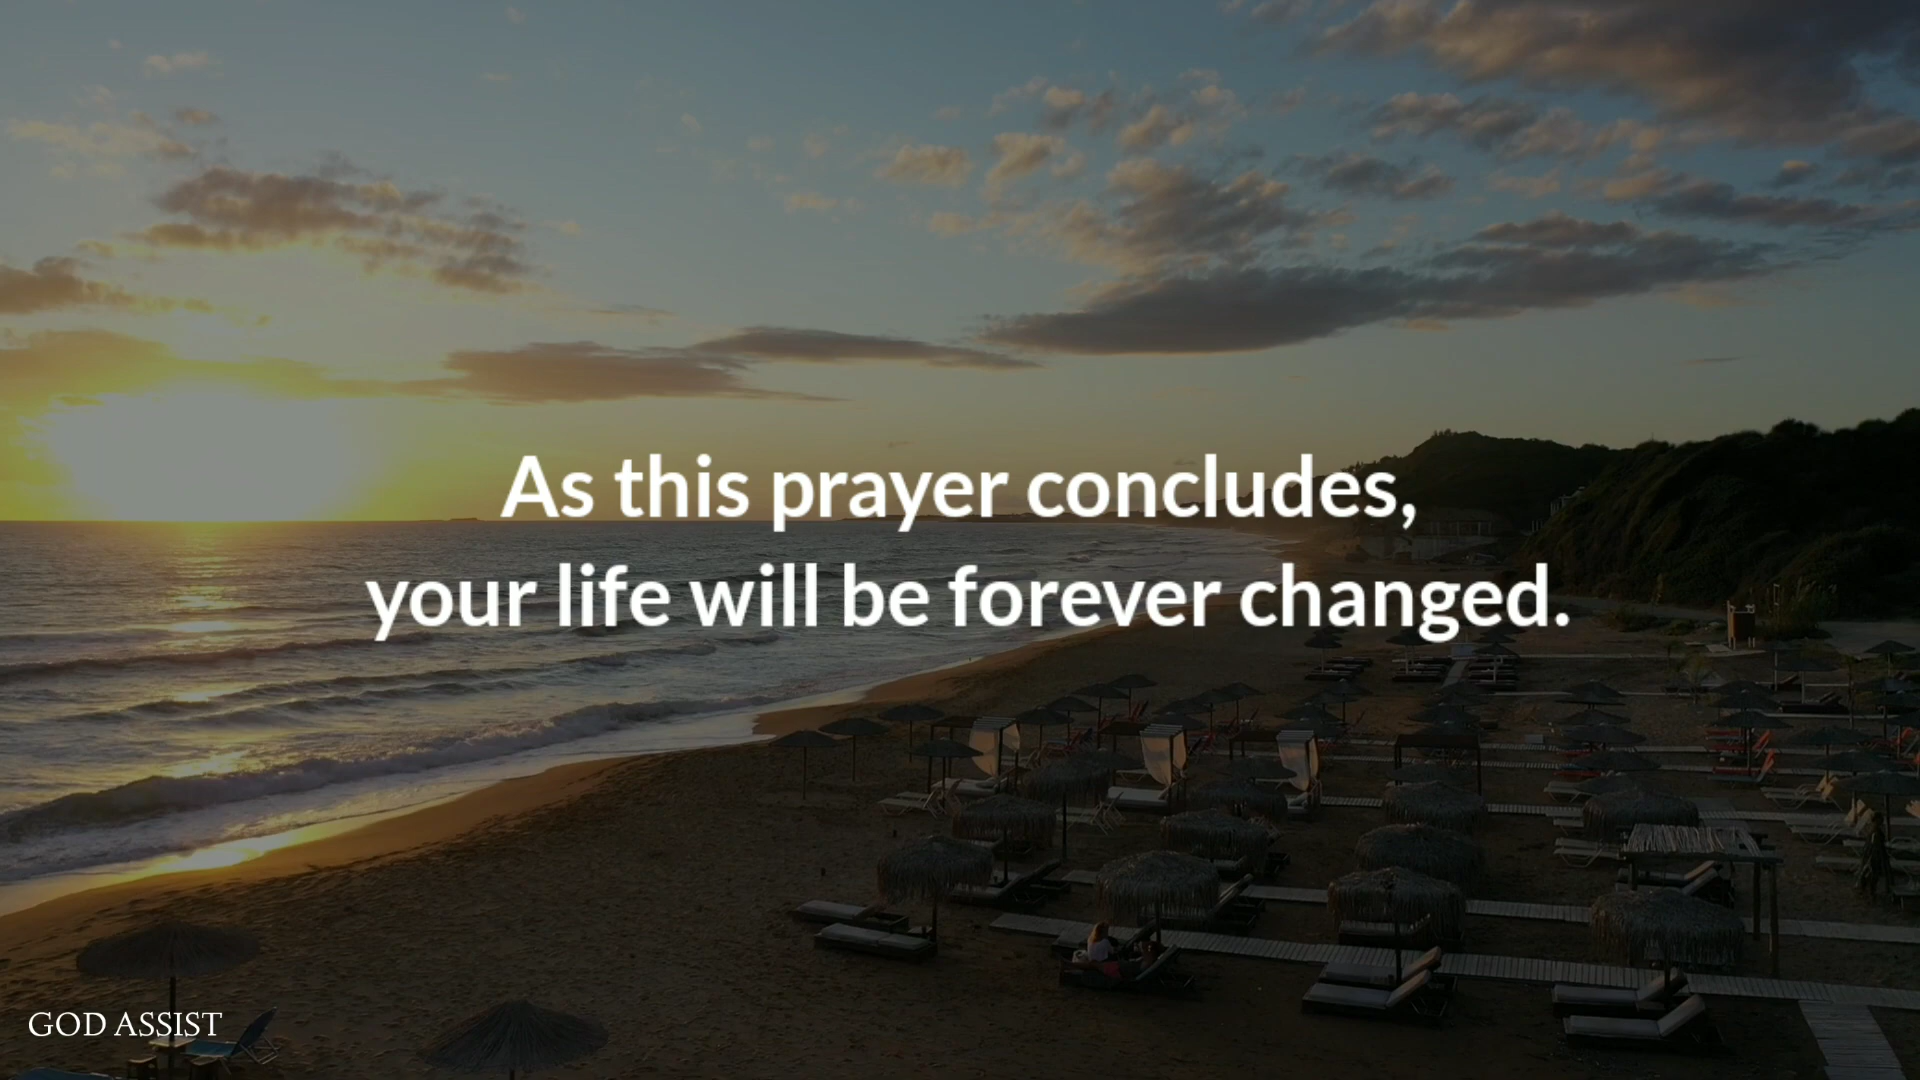 As this prayer concludes,
your life will be forever changed.
GOD ASSIST